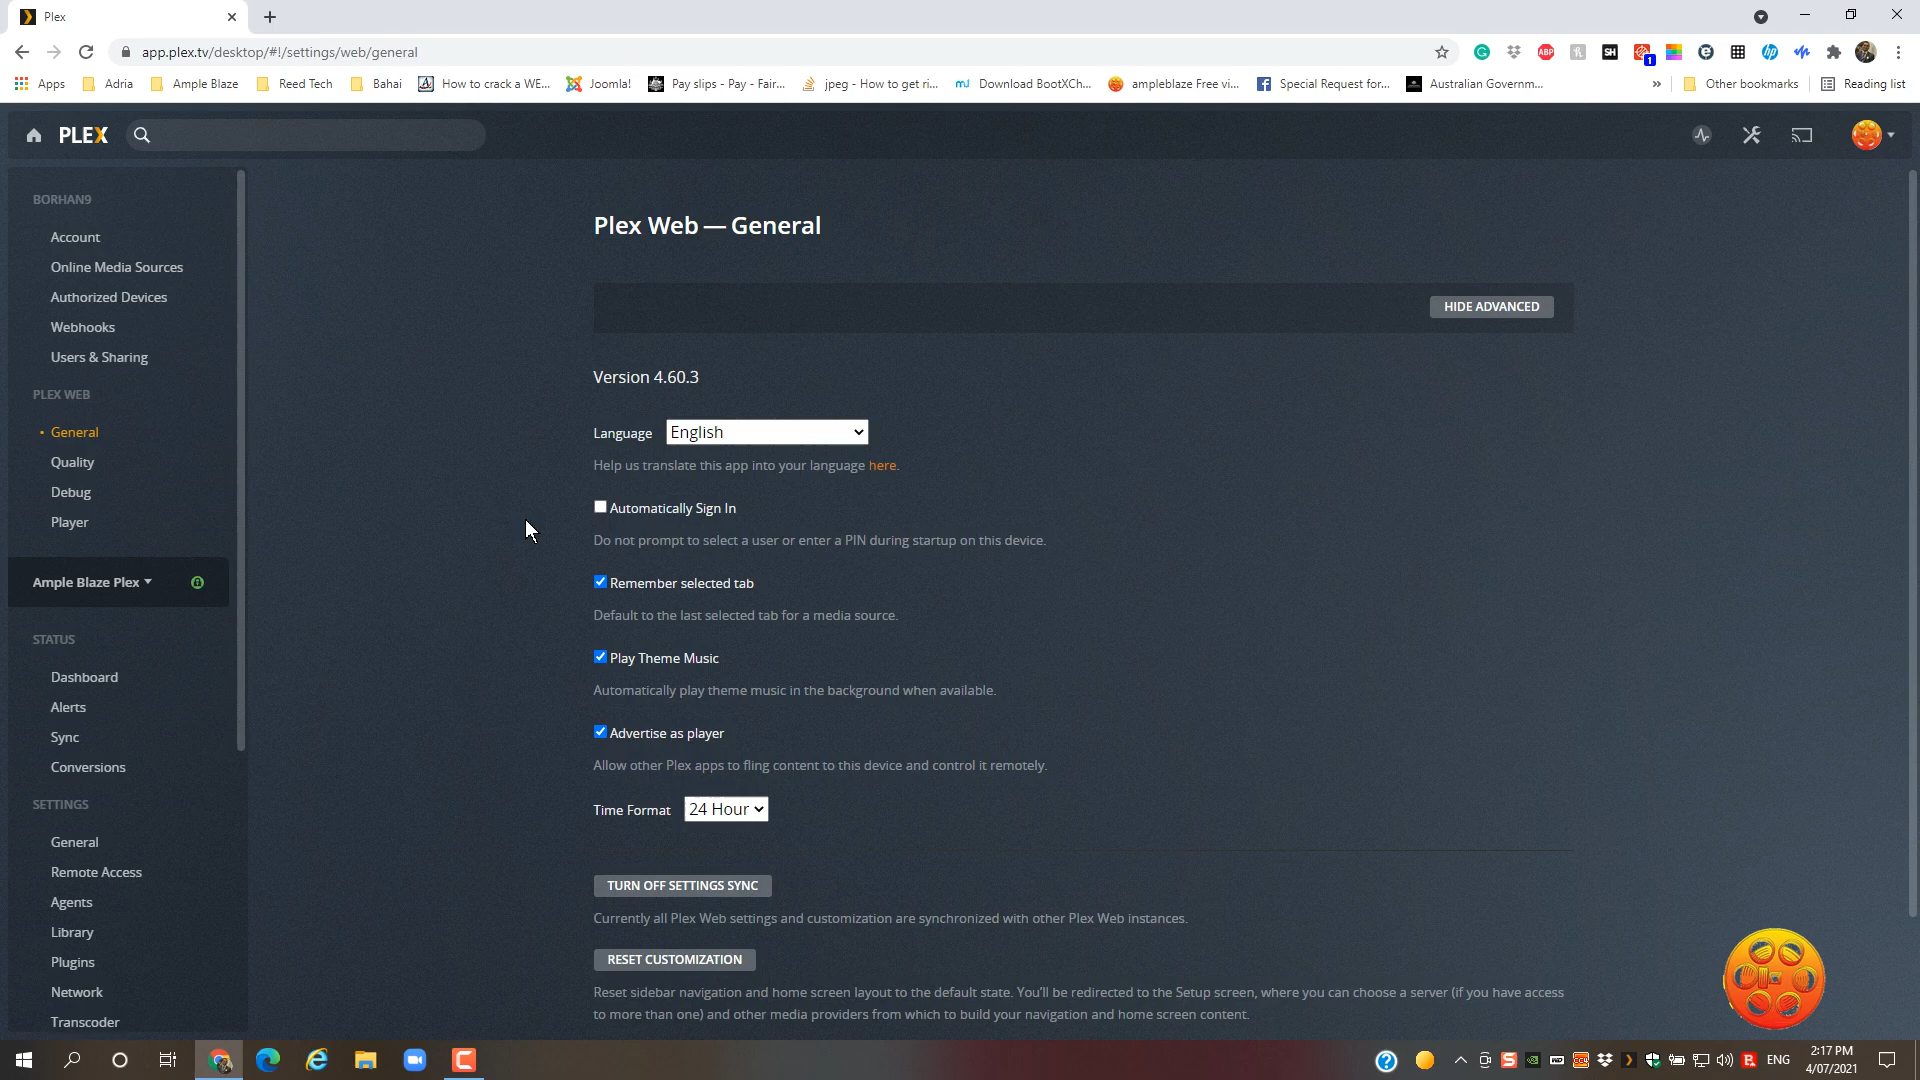 Plex
app.plex.tv/desktop/#!/settings/web/general
ABP
SH
1
Apps
Adria
Ample Blaze
Reed Tech
Bahai
How to crack a WE...
Joomla!
Pay slips - Pay - Fair...
jpeg - How to get ri...
Download BootXCh...
ampleblaze Free vi...
Special Request for...
Australian Governm...
»
Other bookmarks
Reading list
PLEX
BORHAN9
Account
Online Media Sources
Authorized Devices
Webhooks
Users & Sharing
PLEX WEB
General
Quality
Debug
Player
Ample Blaze Plex
STATUS
Dashboard
Alerts
Sync
Conversions
SETTINGS
General
Remote Access
Agents
Library
Plugins
Network
Transcoder
Plex Web — General
HIDE ADVANCED
Version 4.60.3
Language English
Help us translate this app into your language here.
Automatically Sign In
Do not prompt to select a user or enter a PIN during startup on this device.
Remember selected tab
Default to the last selected tab for a media source.
Play Theme Music
Automatically play theme music in the background when available.
Advertise as player
Allow other Plex apps to fling content to this device and control it remotely.
Time Format 24 Hour
TURN OFF SETTINGS SYNC
Currently all Plex Web settings and customization are synchronized with other Plex Web instances.
RESET CUSTOMIZATION
Reset sidebar navigation and home screen layout to the default state. You'll be redirected to the Setup screen, where you can choose a server (if you have access
to more than one) and other media providers from which to build your navigation and home screen content.
ENG
2:17 PM
4/07/2021